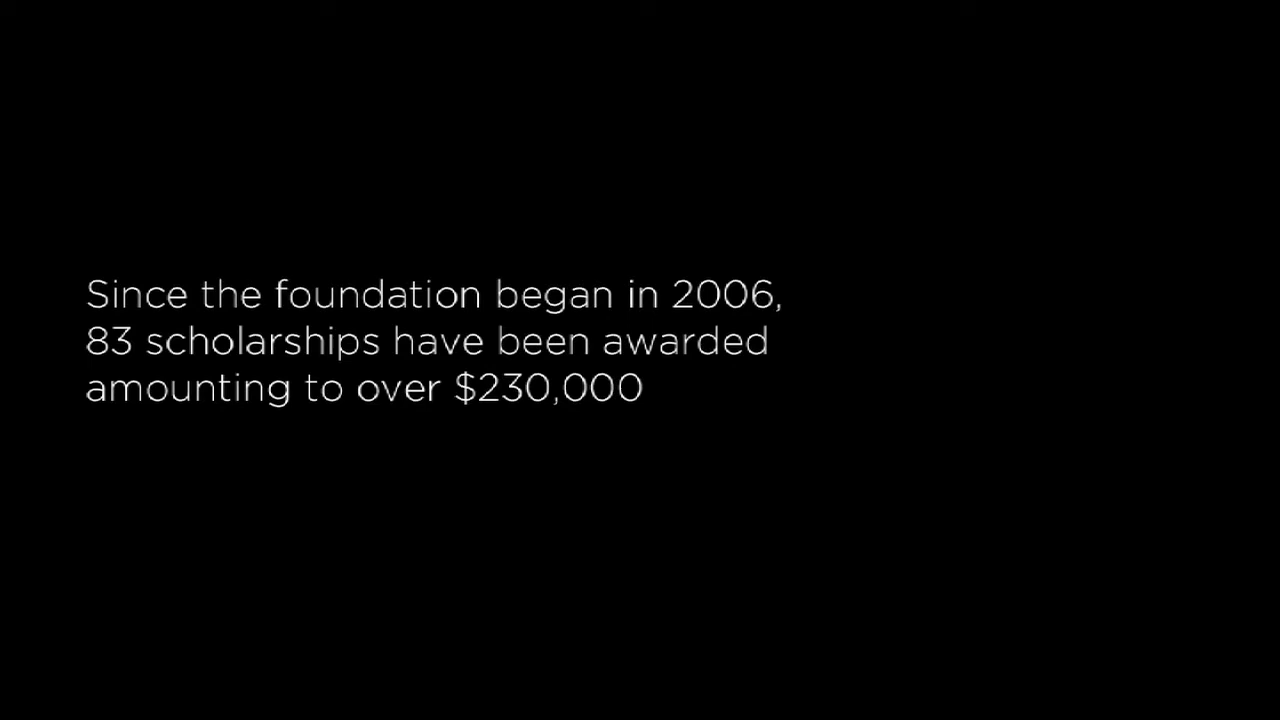 Since the foundation began in 2006,
83 scholarships have been awarded
amounting to over $230,000